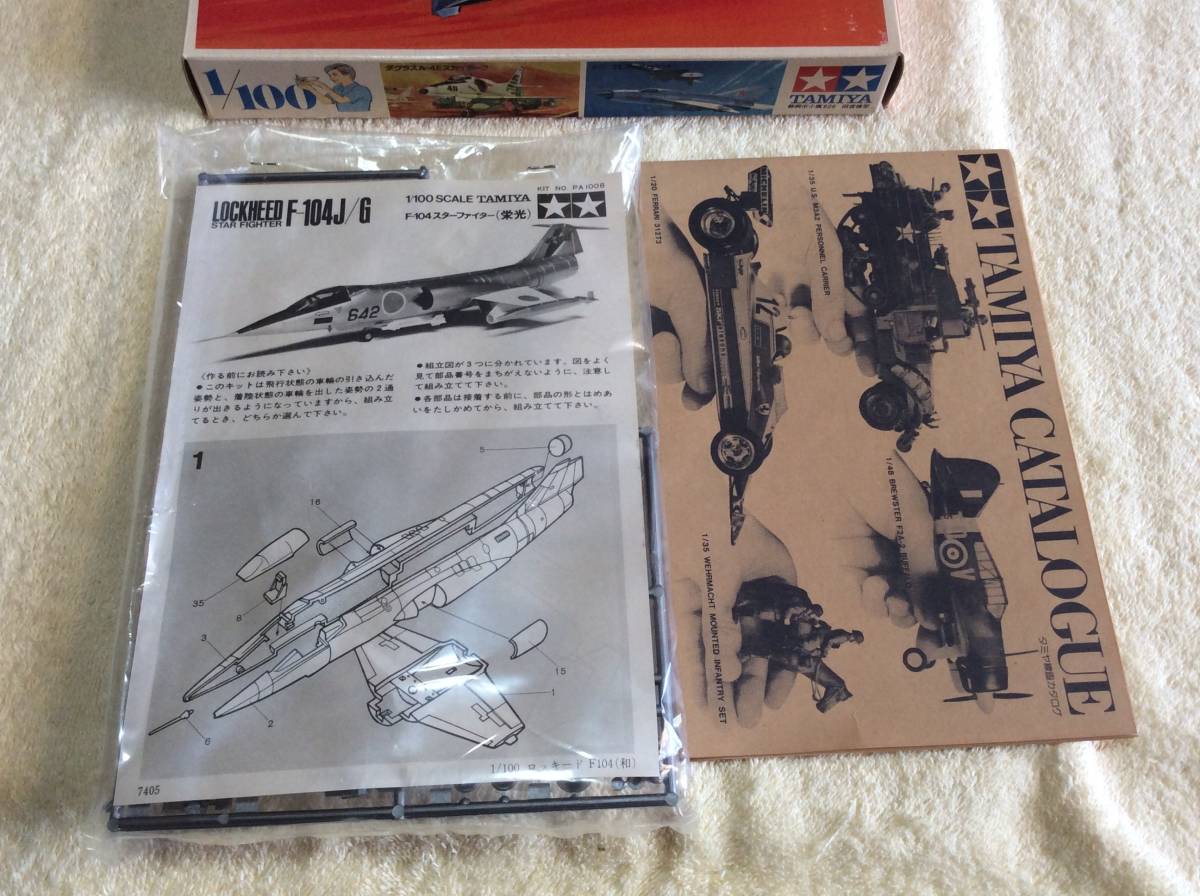 1/100
ダグラスA-4Eスカイホーク
TAMIYA
LOCKHEED F-104J/G
STAR FIGHTER
1/100 SCALE TAMIYA
F-104スターファイター(栄光)
KIT NO PA1008
642
〈作る前にお読み下さい〉
●このキットは飛行状態の車輪の引き込んだ
姿勢と、着陸状態の車輪を出した姿勢の2通
りが出きるようになっていますから、組み立
てるとき、どちらか選んで下さい。
●組立図が3つに分かれています。図をよく
見て部品番号をまちがえないように、注意し
て組み立てて下さい。
●各部品は接着する前に、部品の形とはめあ
いをたしかめてから、組み立てて下さい。
1
5
16
35
8
3
15
1
2
6
1/100 ロッキード F104(和)
7405
TAMIYA CATALOGUE
タミヤ総合カタログ
1/35 U.S. M3A2 PERSONNEL CARRIER
1/20 FERRARI 312T3
MICHELIN
12
1/48 BREWSTER F2A-2 BUFFALO
V
1/35 WEHRMACHT MOUNTED INFANTRY SET